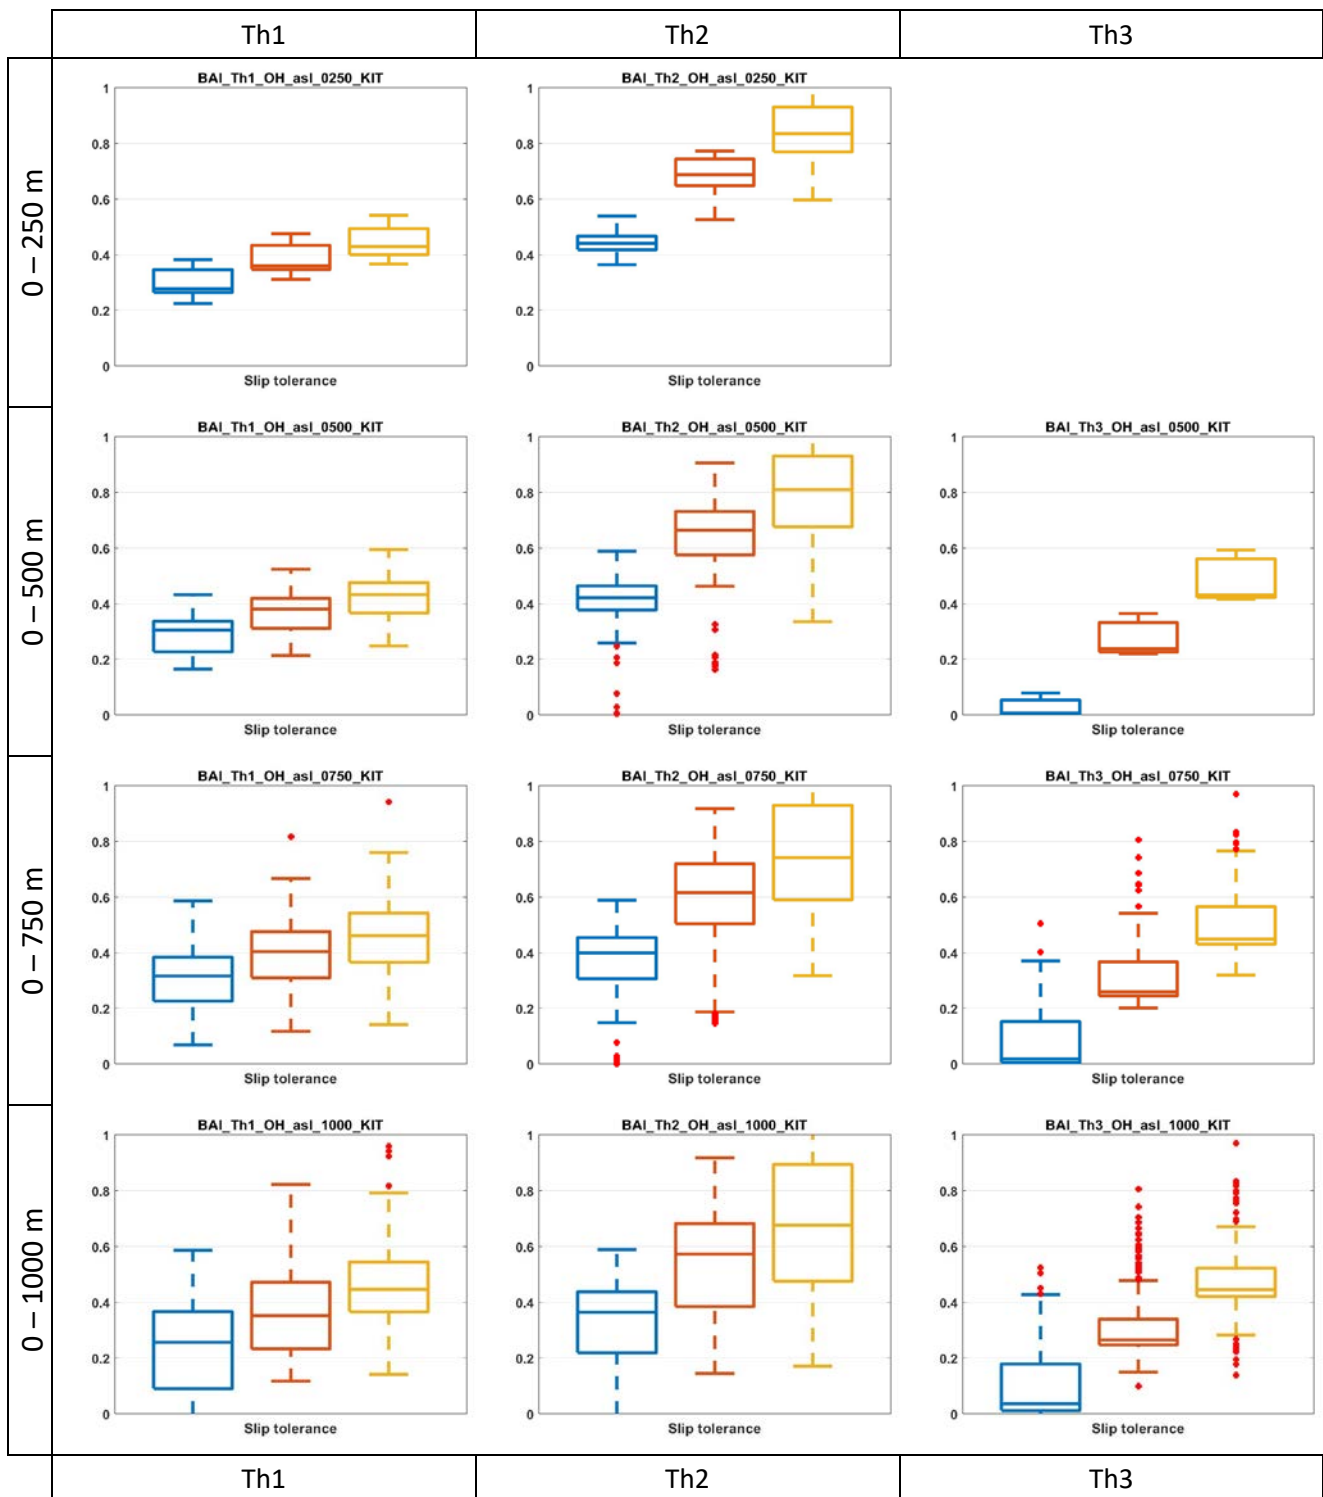 Th1 Th2 Th3
0 – 250 m
BAI_Th1_OH_asl_0250_KIT
1
0.8
0.6
0.4
0.2
0
Slip tolerance
BAI_Th2_OH_asl_0250_KIT
1
0.8
0.6
0.4
0.2
0
Slip tolerance
0 – 500 m
BAI_Th1_OH_asl_0500_KIT
1
0.8
0.6
0.4
0.2
0
Slip tolerance
BAI_Th2_OH_asl_0500_KIT
1
0.8
0.6
0.4
0.2
0
Slip tolerance
BAI_Th3_OH_asl_0500_KIT
1
0.8
0.6
0.4
0.2
0
Slip tolerance
0 – 750 m
BAI_Th1_OH_asl_0750_KIT
1
0.8
0.6
0.4
0.2
0
Slip tolerance
BAI_Th2_OH_asl_0750_KIT
1
0.8
0.6
0.4
0.2
0
Slip tolerance
BAI_Th3_OH_asl_0750_KIT
1
0.8
0.6
0.4
0.2
0
Slip tolerance
0 – 1000 m
BAI_Th1_OH_asl_1000_KIT
1
0.8
0.6
0.4
0.2
0
Slip tolerance
BAI_Th2_OH_asl_1000_KIT
1
0.8
0.6
0.4
0.2
0
Slip tolerance
BAI_Th3_OH_asl_1000_KIT
1
0.8
0.6
0.4
0.2
0
Slip tolerance
Th1 Th2 Th3